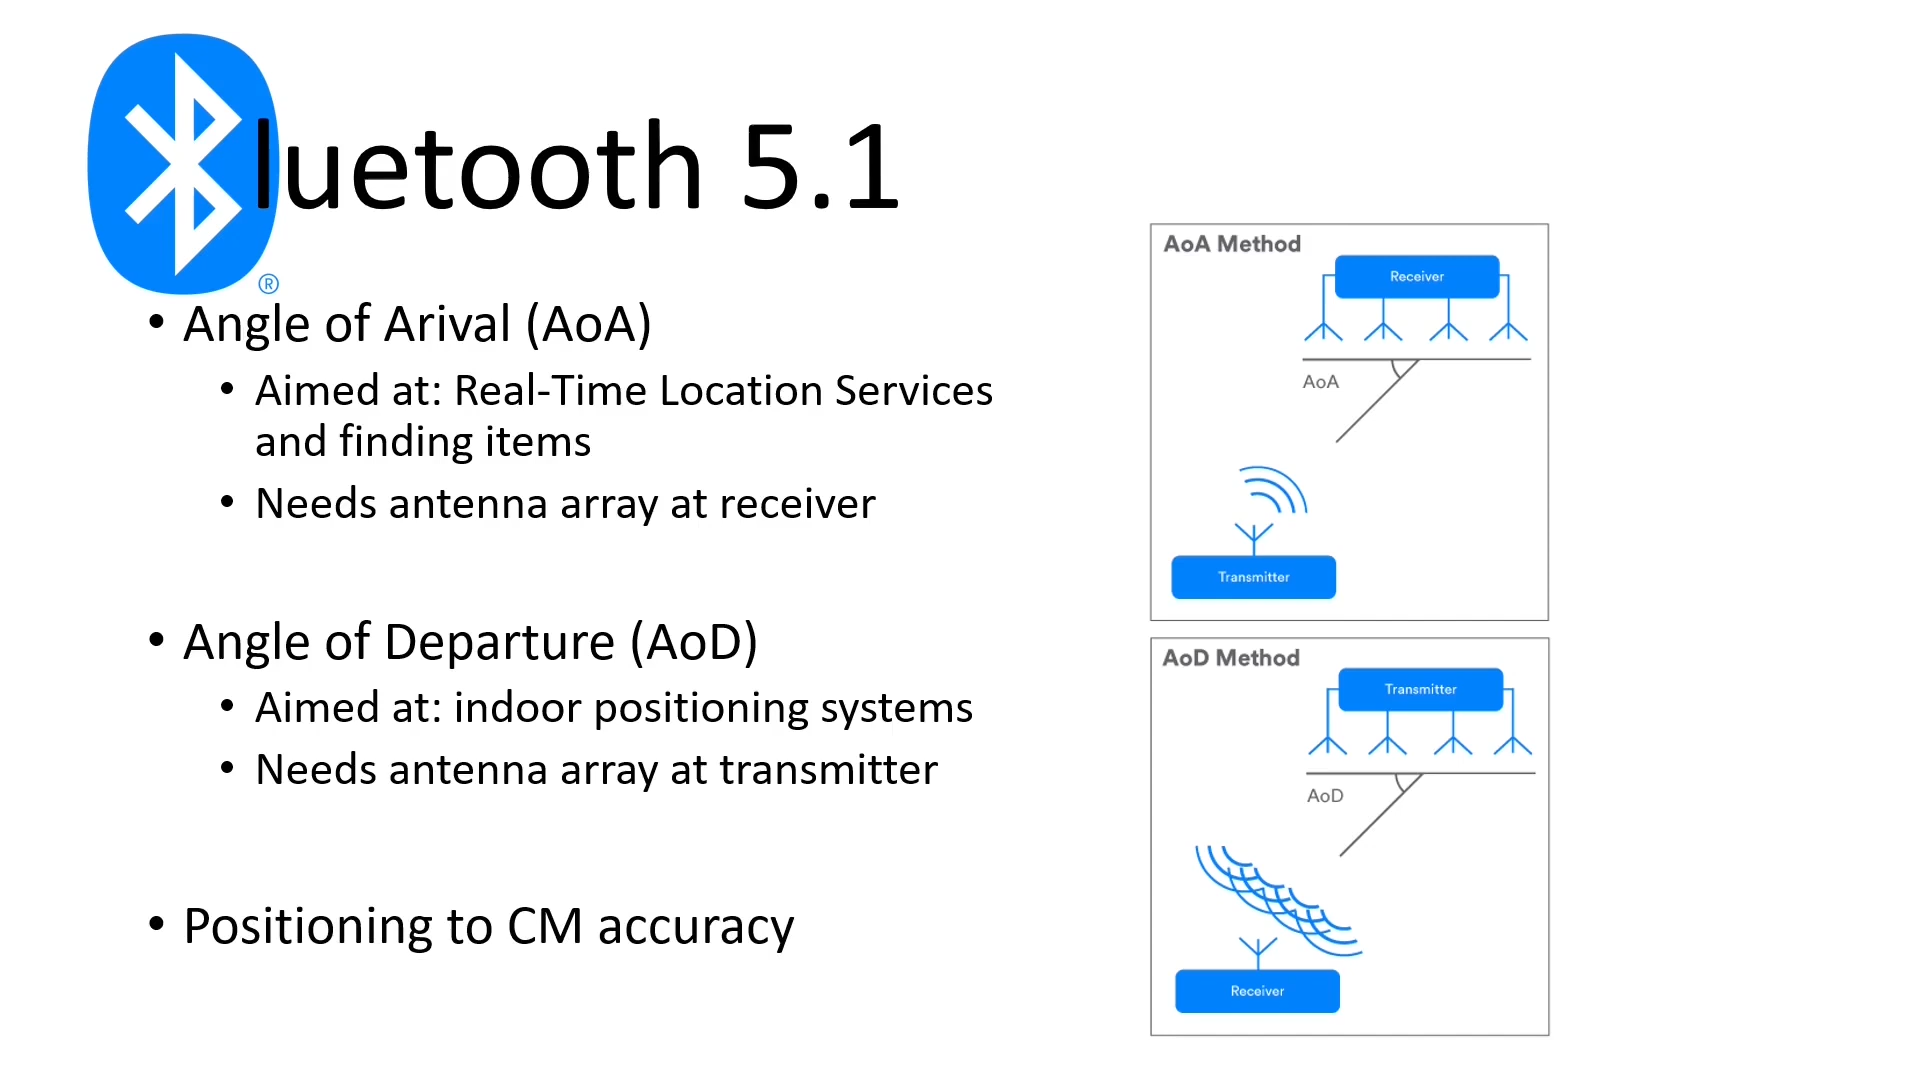 luetooth 5.1
®
• Angle of Arival (AoA)
• Aimed at: Real-Time Location Services
and finding items
• Needs antenna array at receiver
• Angle of Departure (AoD)
• Aimed at: indoor positioning systems
• Needs antenna array at transmitter
• Positioning to CM accuracy
AoA Method
Receiver
AoA
Transmitter
AoD Method
Transmitter
AoD
Receiver